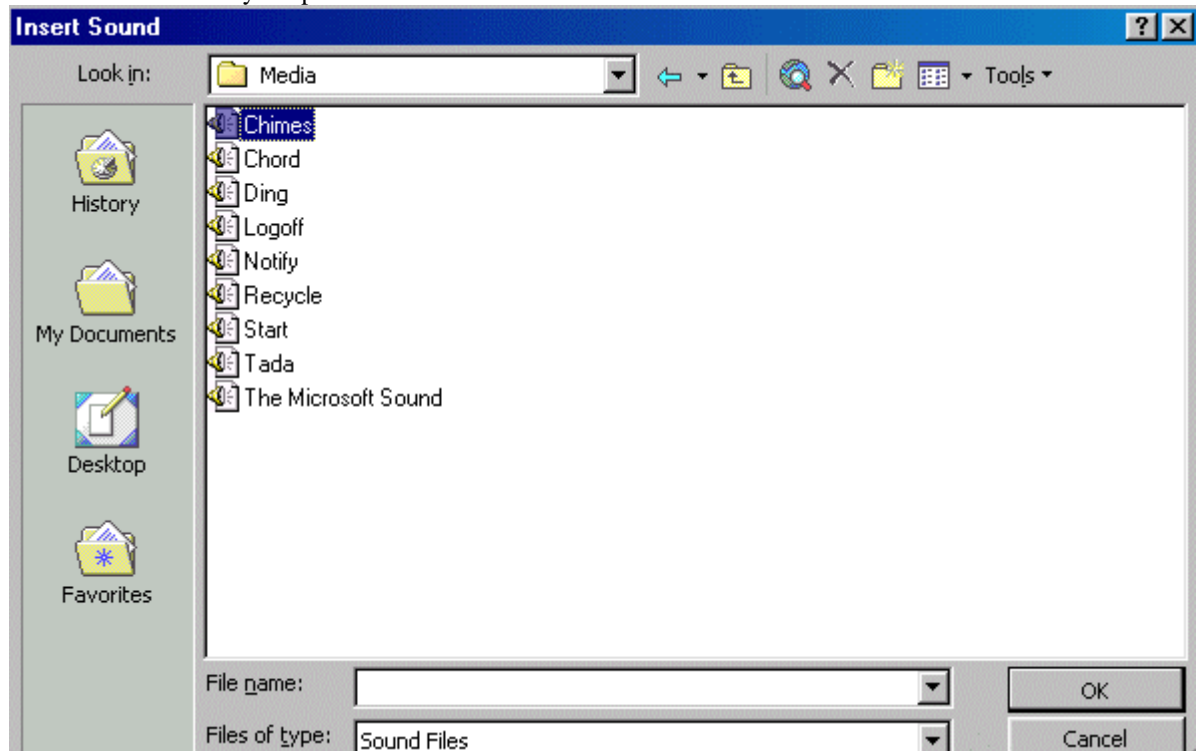 Insert Sound
Look in:
Media
Tools
History
My Documents
Desktop
Favorites
Chimes
Chord
Ding
Logoff
Notify
Recycle
Start
Tada
The Microsoft Sound
File name:
OK
Files of type:
Sound Files
Cancel